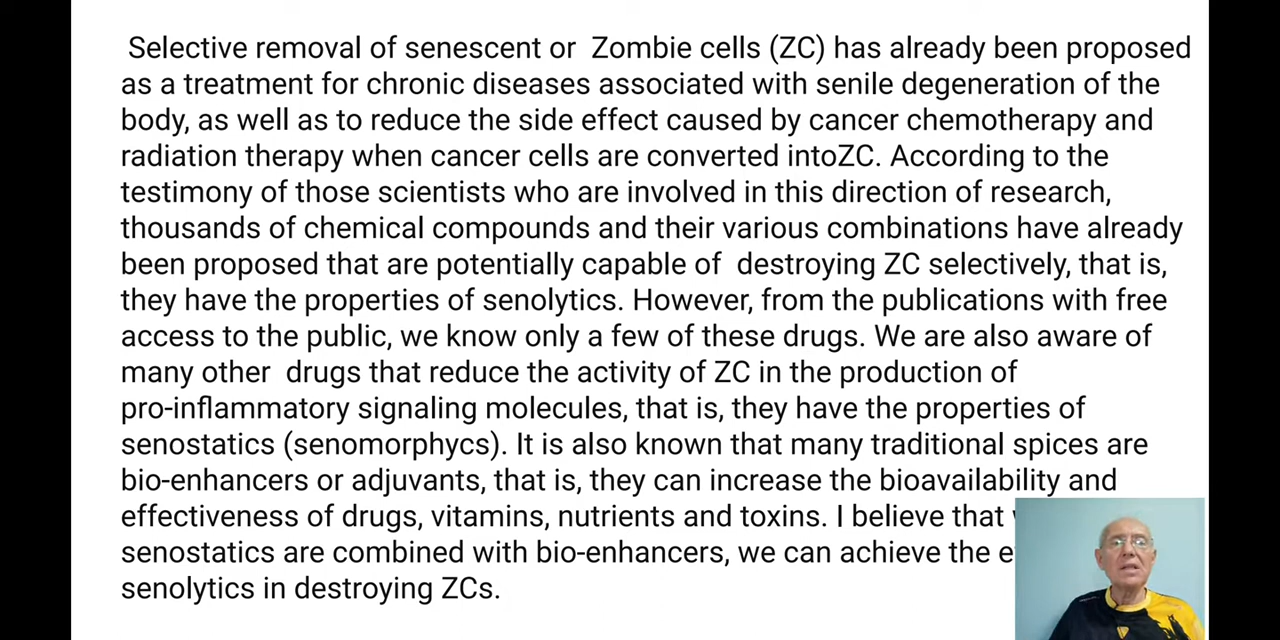 Selective removal of senescent or Zombie cells (ZC) has already been proposed
as a treatment for chronic diseases associated with senile degeneration of the
body, as well as to reduce the side effect caused by cancer chemotherapy and
radiation therapy when cancer cells are converted intoZC. According to the
testimony of those scientists who are involved in this direction of research,
thousands of chemical compounds and their various combinations have already
been proposed that are potentially capable of destroying ZC selectively, that is,
they have the properties of senolytics. However, from the publications with free
access to the public, we know only a few of these drugs. We are also aware of
many other drugs that reduce the activity of ZC in the production of
pro-inflammatory signaling molecules, that is, they have the properties of
senostatics (senomorphycs). It is also known that many traditional spices are
bio-enhancers or adjuvants, that is, they can increase the bioavailability and
effectiveness of drugs, vitamins, nutrients and toxins. I believe that
senostatics are combined with bio-enhancers, we can achieve the
senolytics in destroying ZCs.